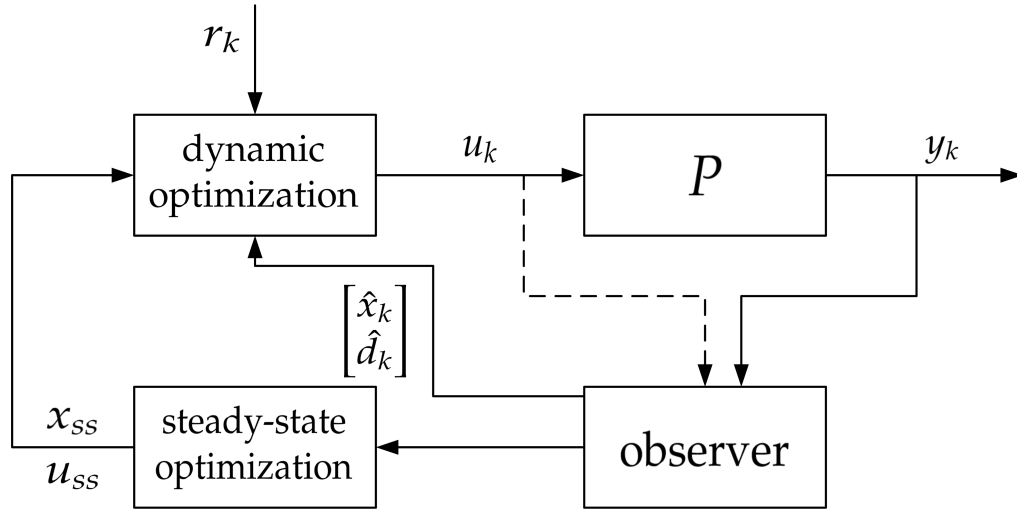 r_k
dynamic
optimization
u_k
P
y_k
x̂_k
d̂_k
x_ss
u_ss
steady-state
optimization
observer